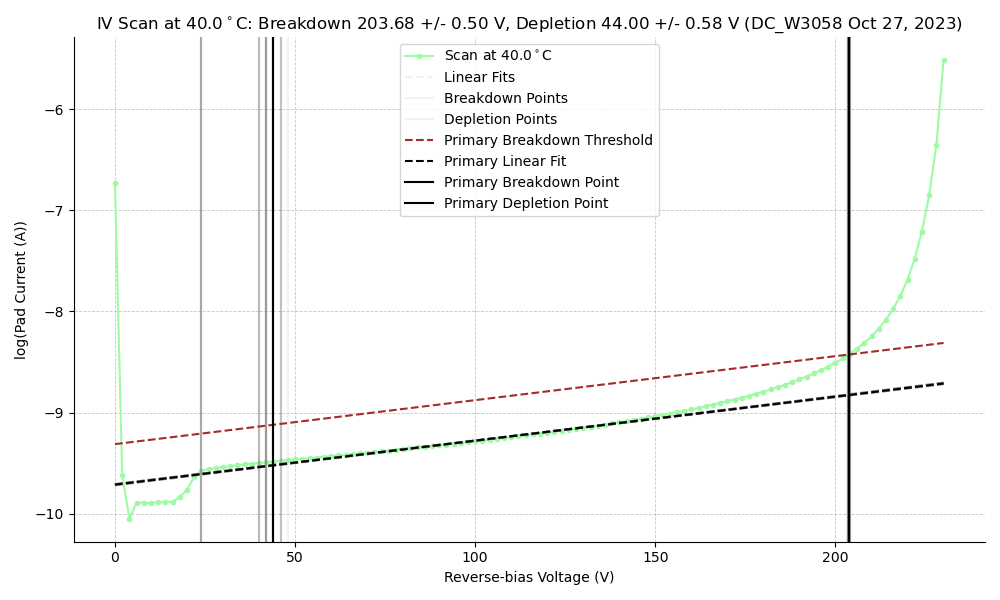 IV Scan at 40.0°C: Breakdown 203.68 +/- 0.50 V, Depletion 44.00 +/- 0.58 V (DC_W3058 Oct 27, 2023)
Scan at 40.0°C
Linear Fits
Breakdown Points
Depletion Points
Primary Breakdown Threshold
Primary Linear Fit
Primary Breakdown Point
Primary Depletion Point
log(Pad Current (A))
−6
−7
−8
−9
−10
0 50 100 150 200
Reverse-bias Voltage (V)